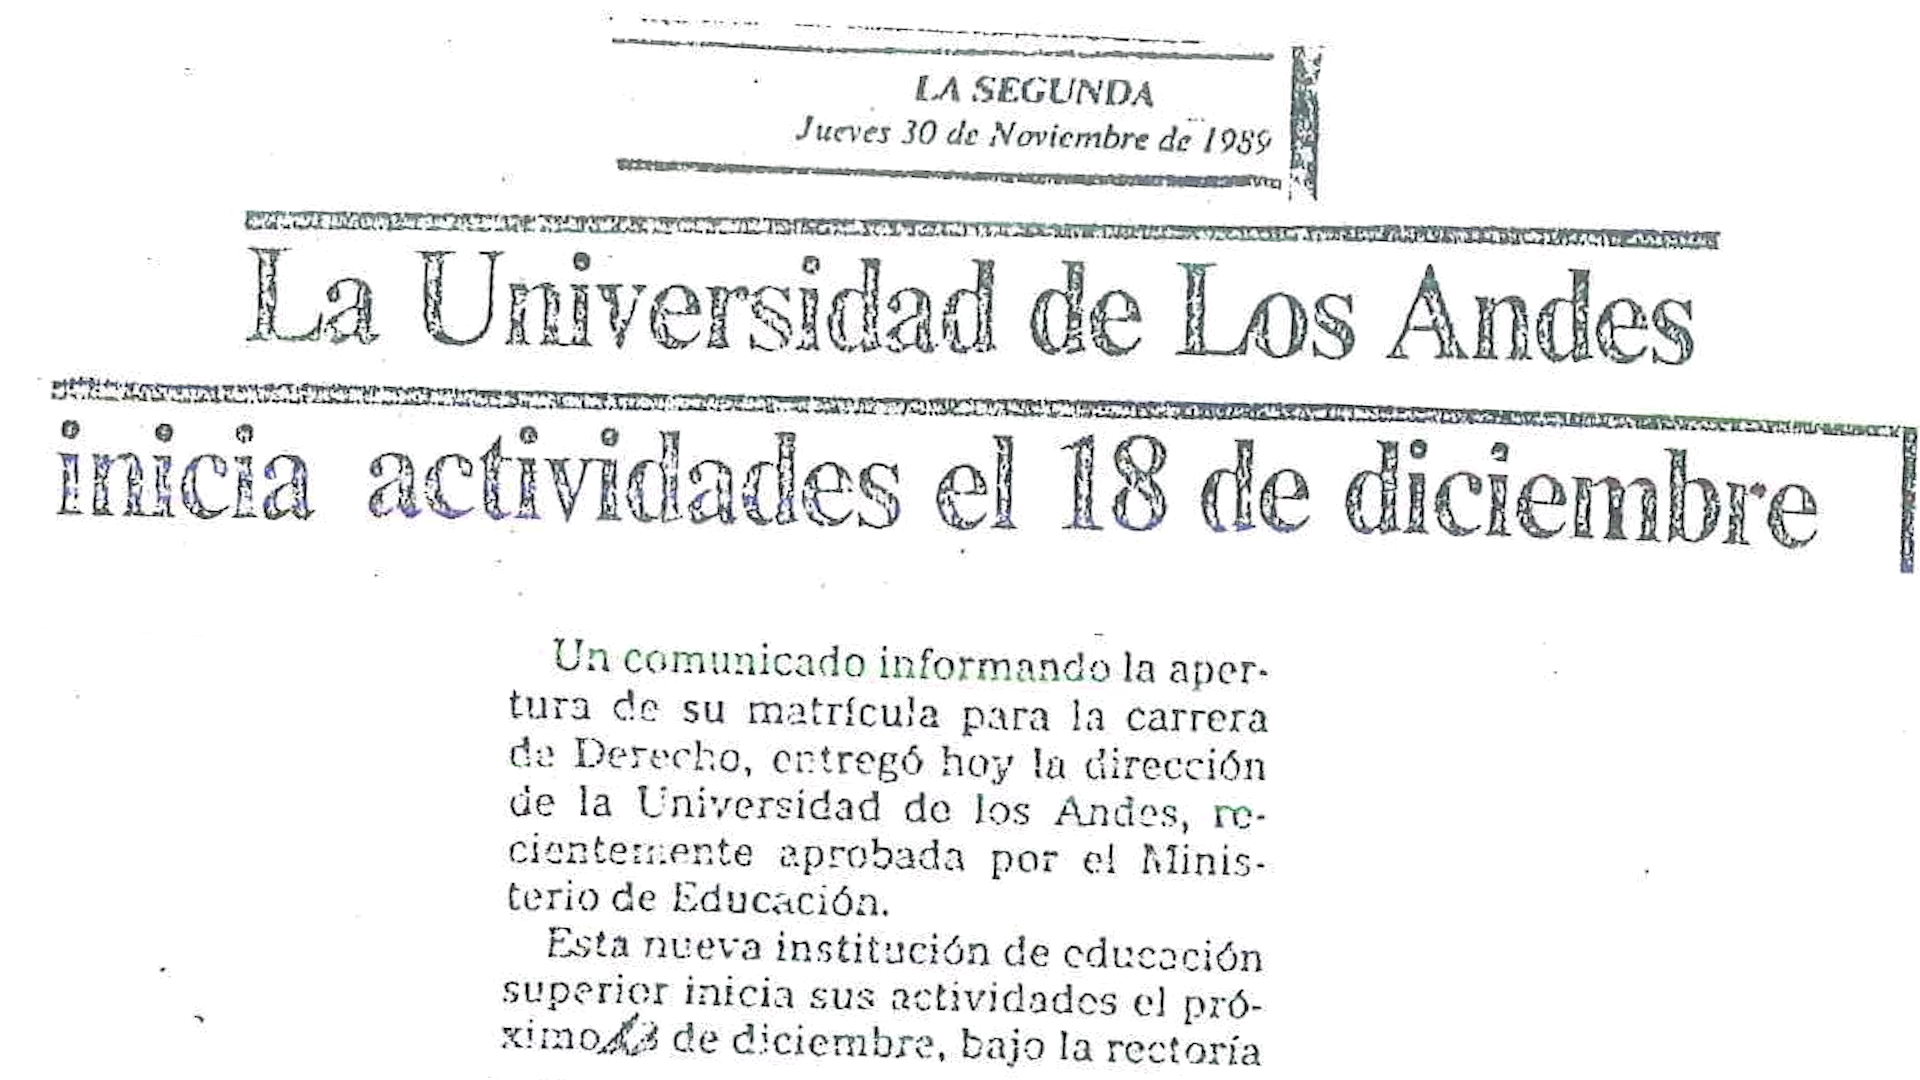 LA SEGUNDA
Jueves 30 de Noviembre de 1989
La Universidad de Los Andes
inicia actividades el 18 de diciembre
Un comunicado informando la aper-
tura de su matrícula para la carrera
de Derecho, entregó hoy la dirección
de la Universidad de los Andes, re-
cientemente aprobada por el Minis-
terio de Educación.
Esta nueva institución de educación
superior inicia sus actividades el pró-
ximo de diciembre, bajo la rectoría